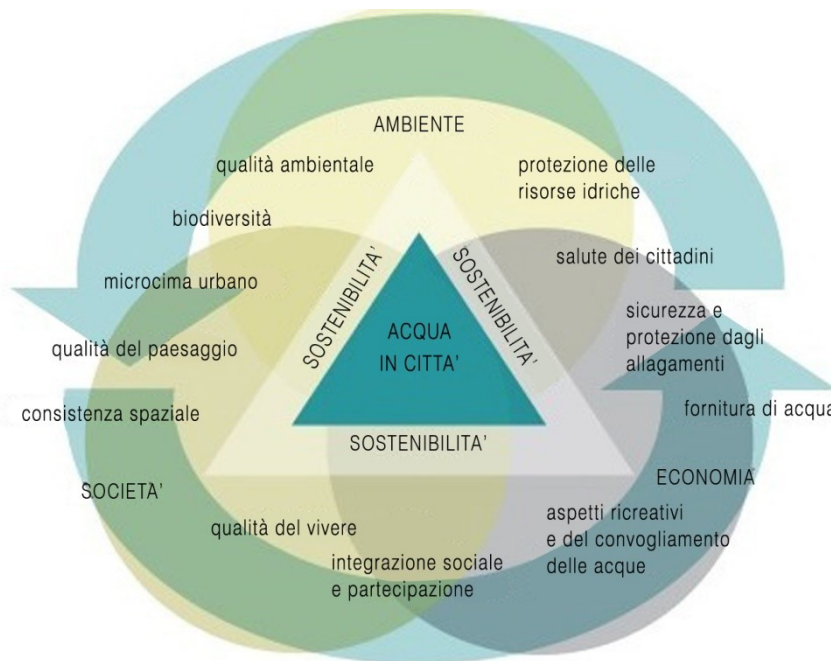 AMBIENTE
qualità ambientale
protezione delle
risorse idriche
biodiversità
salute dei cittadini
microcima urbano
SOSTENIBILITA'
SOSTENIBILITA'
sicurezza e
protezione dagli
allagamenti
ACQUA
IN CITTA'
qualità del paesaggio
consistenza spaziale
fornitura di acqua
SOSTENIBILITA'
SOCIETA'
ECONOMIA
qualità del vivere
aspetti ricreativi
e del convogliamento
delle acque
integrazione sociale
e partecipazione